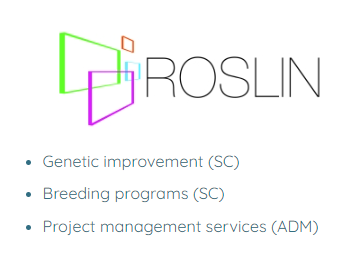 ROSLIN
• Genetic improvement (SC)
• Breeding programs (SC)
• Project management services (ADM)